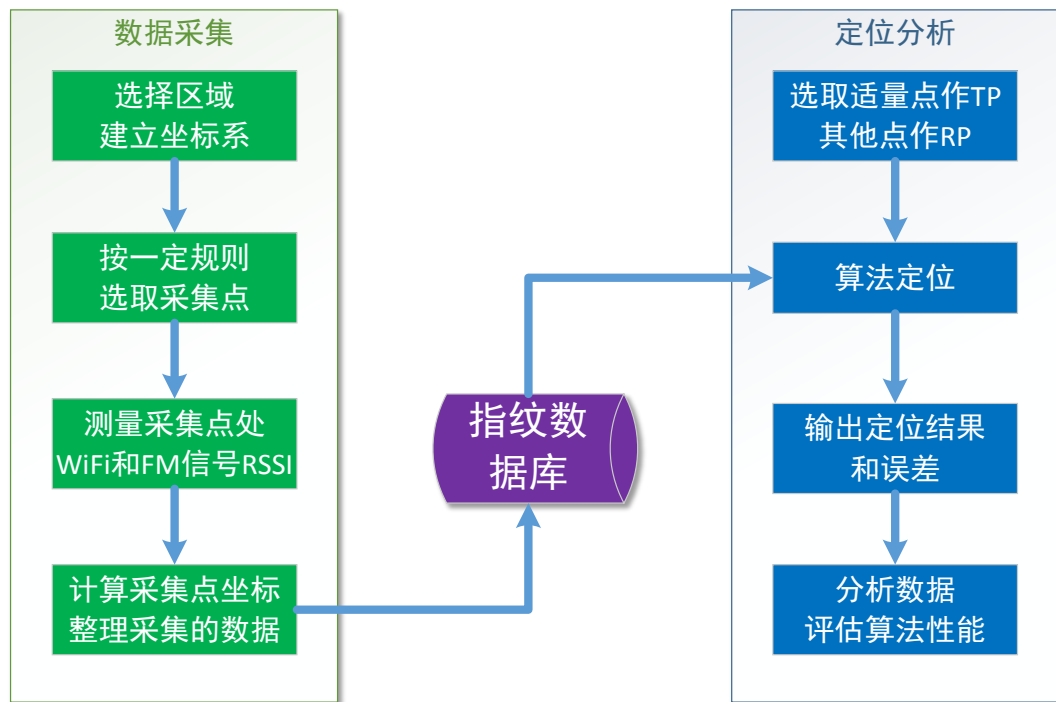 数据采集
选择区域
建立坐标系
按一定规则
选取采集点
测量采集点处
WiFi和FM信号RSSI
计算采集点坐标
整理采集的数据
指纹数
据库
定位分析
选取适量点作TP
其他点作RP
算法定位
输出定位结果
和误差
分析数据
评估算法性能